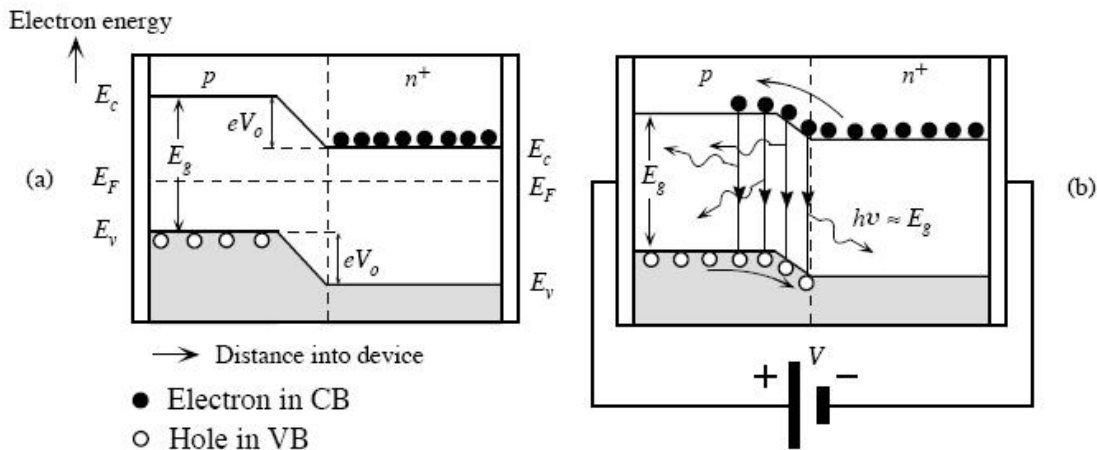 Electron energy
p
n+
p
n+
Ec
eVo
Eg
Ec
(a)
EF
EF
Eg
hυ ≈ Eg
(b)
Ev
eVo
Ev
Distance into device
V
+
−
Electron in CB
Hole in VB